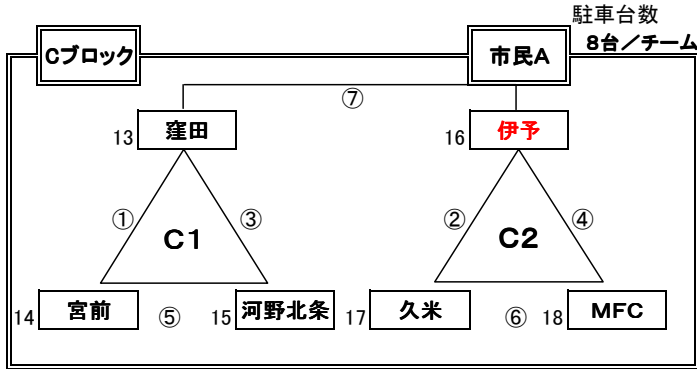 駐車台数
Cブロック
市民A
8台/チーム
⑦
13 窪田
16 伊予
① ③ ② ④
C1 C2
14 宮前 ⑤ 15 河野北条 17 久米 ⑥ 18 MFC